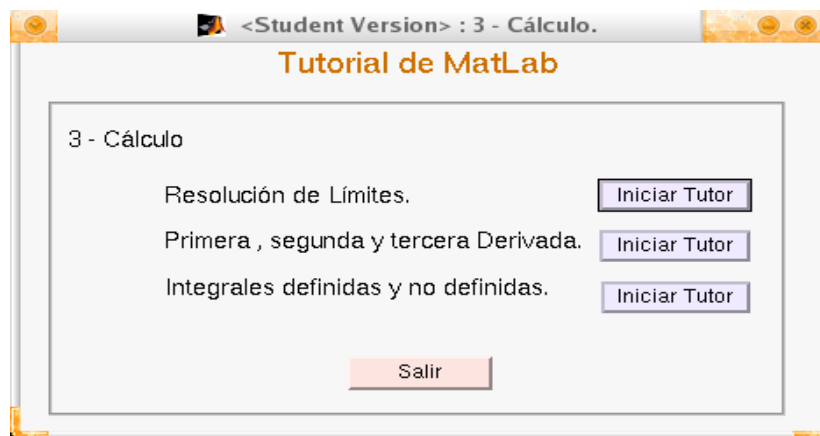 <Student Version> : 3 - Cálculo.
Tutorial de MatLab
3 - Cálculo
Resolución de Límites. Iniciar Tutor
Primera , segunda y tercera Derivada. Iniciar Tutor
Integrales definidas y no definidas. Iniciar Tutor
Salir